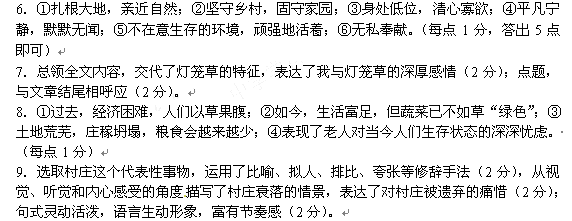 6．①扎根大地，亲近自然；②坚守乡村，固守家园；③身处低位，清心寡欲；④平凡宁
静，默默无闻；⑤不在意生存的环境，顽强地活着；⑥无私奉献。（每点 1 分，答出 5 点
即可）
7．总领全文内容，交代了灯笼草的特征，表达了我与灯笼草的深厚感情（2 分）；点题，
与文章结尾相呼应（2 分）。
8．①过去，经济困难，人们以草果腹；②如今，生活富足，但蔬菜已不如草“绿色”；③
土地荒芜，庄稼坍塌，粮食会越来越少；④表现了老人对当今人们生存状态的深深忧虑。
（每点 1 分）
9．选取村庄这个代表性事物，运用了比喻、拟人、排比、夸张等修辞手法（2 分），从视
觉、听觉和内心感受的角度描写了村庄衰落的情景，表达了对村庄被遗弃的痛惜（2 分）；
句式灵动活泼，语言生动形象，富有节奏感（2 分）。